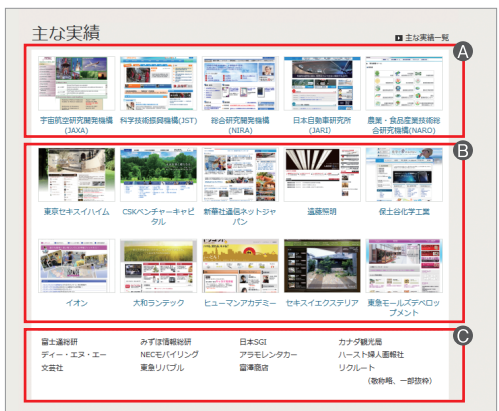 主な実績
主な実績一覧
A
宇宙航空研究開発機構
(JAXA)
科学技術振興機構(JST)
総合研究開発機構
(NIRA)
日本自動車研究所
(JARI)
農業・食品産業技術総
合研究機構(NARO)
B
東京セキスイハイム
CSKベンチャーキャピ
タル
新華社通信ネットジャ
パン
遠藤照明
保土谷化学工業
イオン
大和ランテック
ヒューマンアカデミー
セキスイエクステリア
東急モールズデベロッ
プメント
C
富士通総研
みずほ情報総研
日本SGI
カナダ観光局
ディー・エヌ・エー
NECモバイリング
アラモレンタカー
ハースト婦人画報社
文芸社
東急リバブル
富澤商店
リクルート
(敬称略、一部抜粋)